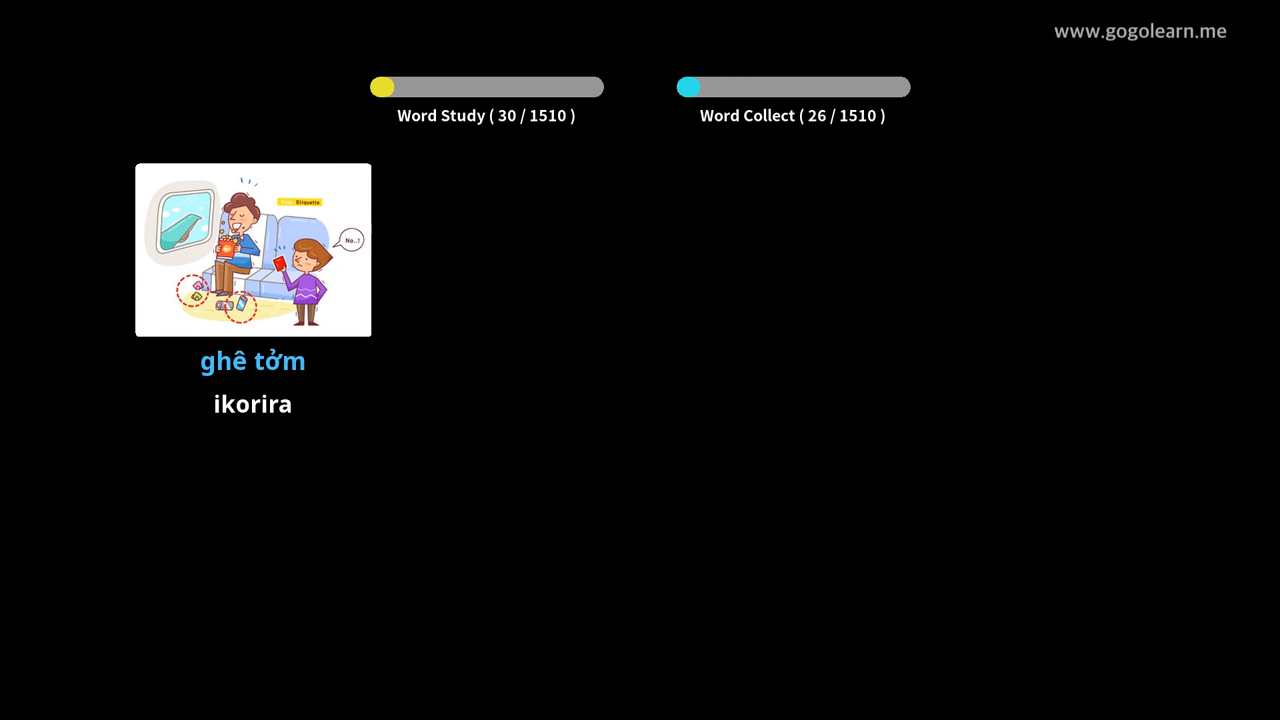 www.gogolearn.me
Word Study ( 30 / 1510 )
Word Collect ( 26 / 1510 )
Etiquette
No..!
ghê tởm
ikorira